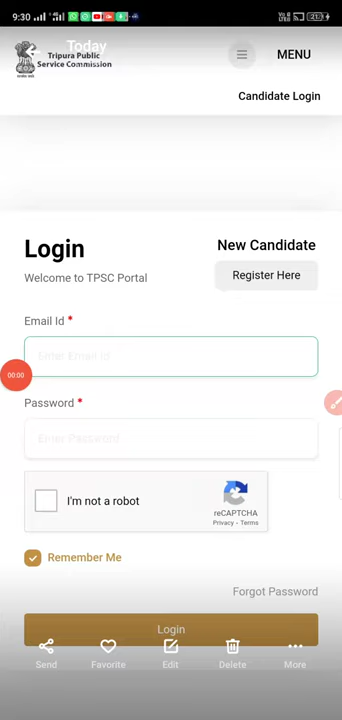 9:30
Today
Tripura Public
Service Commission
MENU
Candidate Login
Login
New Candidate
Welcome to TPSC Portal
Register Here
Email Id *
Enter Email Id
00:00
Password *
Enter Password
I'm not a robot
reCAPTCHA
Privacy - Terms
Remember Me
Forgot Password
Login
Send
Favorite
Edit
Delete
More